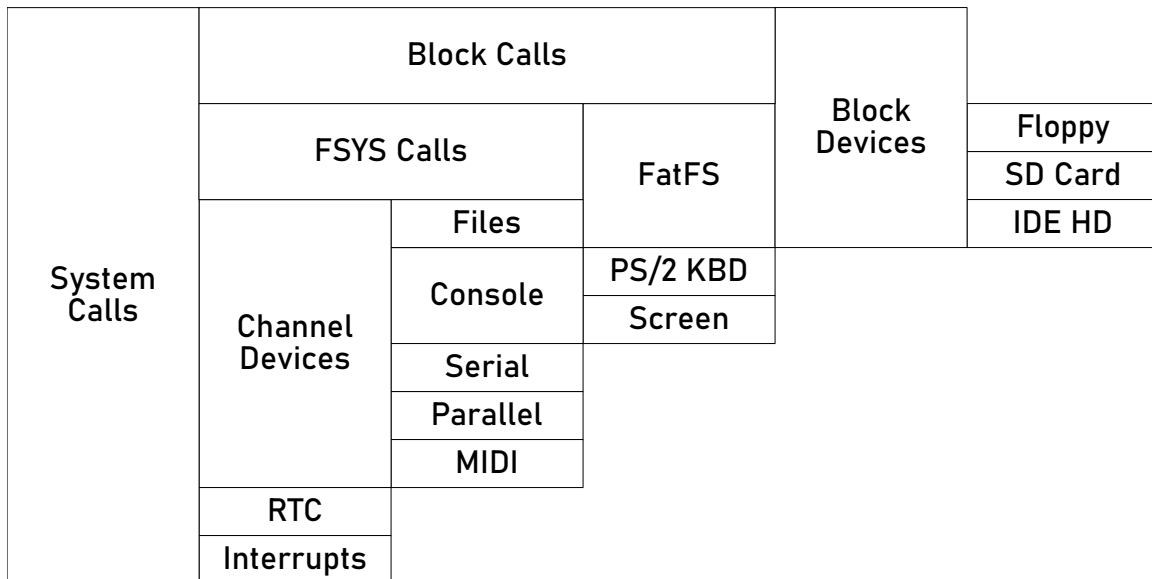 System
Calls
Block Calls
FSYS Calls
FatFS
Block
Devices
Floppy
SD Card
IDE HD
Channel
Devices
Files
Console
PS/2 KBD
Screen
Serial
Parallel
MIDI
RTC
Interrupts